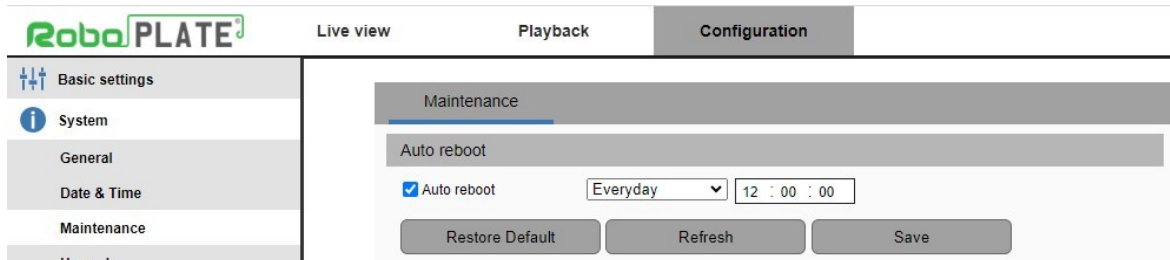 RoboPLATE Live view Playback Configuration
Basic settings
System
General
Date & Time
Maintenance
Maintenance
Auto reboot
Auto reboot Everyday 12 : 00 : 00
Restore Default Refresh Save